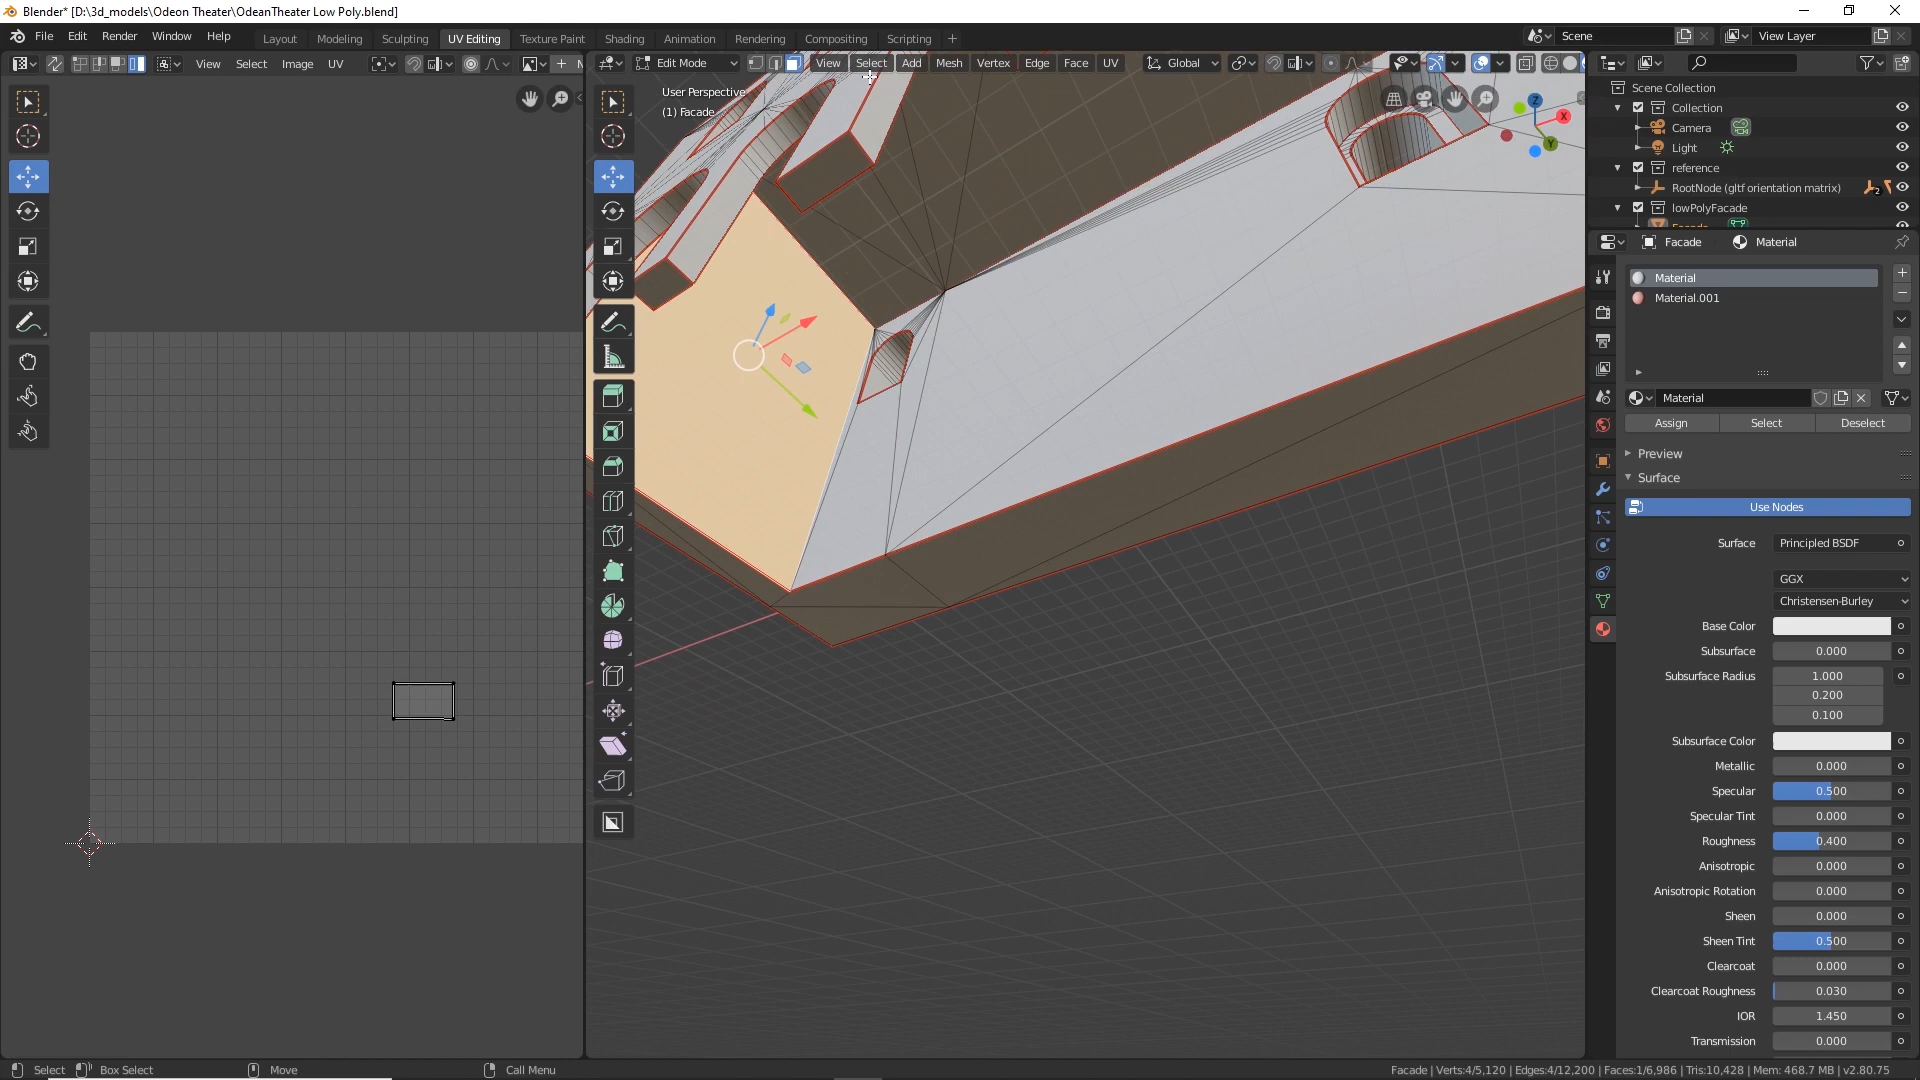 Blender* [D:\3d_models\Odeon Theater\OdeanTheater Low Poly.blend]
File Edit Render Window Help
Layout Modeling Sculpting UV Editing Texture Paint Shading Animation Rendering Compositing Scripting +
Scene
View Layer
View Select Image UV
Edit Mode
View Select Add Mesh Vertex Edge Face UV
Global
User Perspective
(1) Facade
Z
X
Y
Scene Collection
Collection
Camera
Light
reference
RootNode (gltf orientation matrix)
2
lowPolyFacade
Facade Material
Material
Material.001
Material
Assign Select Deselect
Preview
Surface
Use Nodes
Surface Principled BSDF
GGX
Christensen-Burley
Base Color
Subsurface 0.000
Subsurface Radius 1.000
0.200
0.100
Subsurface Color
Metallic 0.000
Specular 0.500
Specular Tint 0.000
Roughness 0.400
Anisotropic 0.000
Anisotropic Rotation 0.000
Sheen 0.000
Sheen Tint 0.500
Clearcoat 0.000
Clearcoat Roughness 0.030
IOR 1.450
Transmission 0.000
Select Box Select Move Call Menu
Facade | Verts:4/5,120 | Edges:4/12,200 | Faces:1/6,986 | Tris:10,428 | Mem: 468.7 MB | v2.80.75